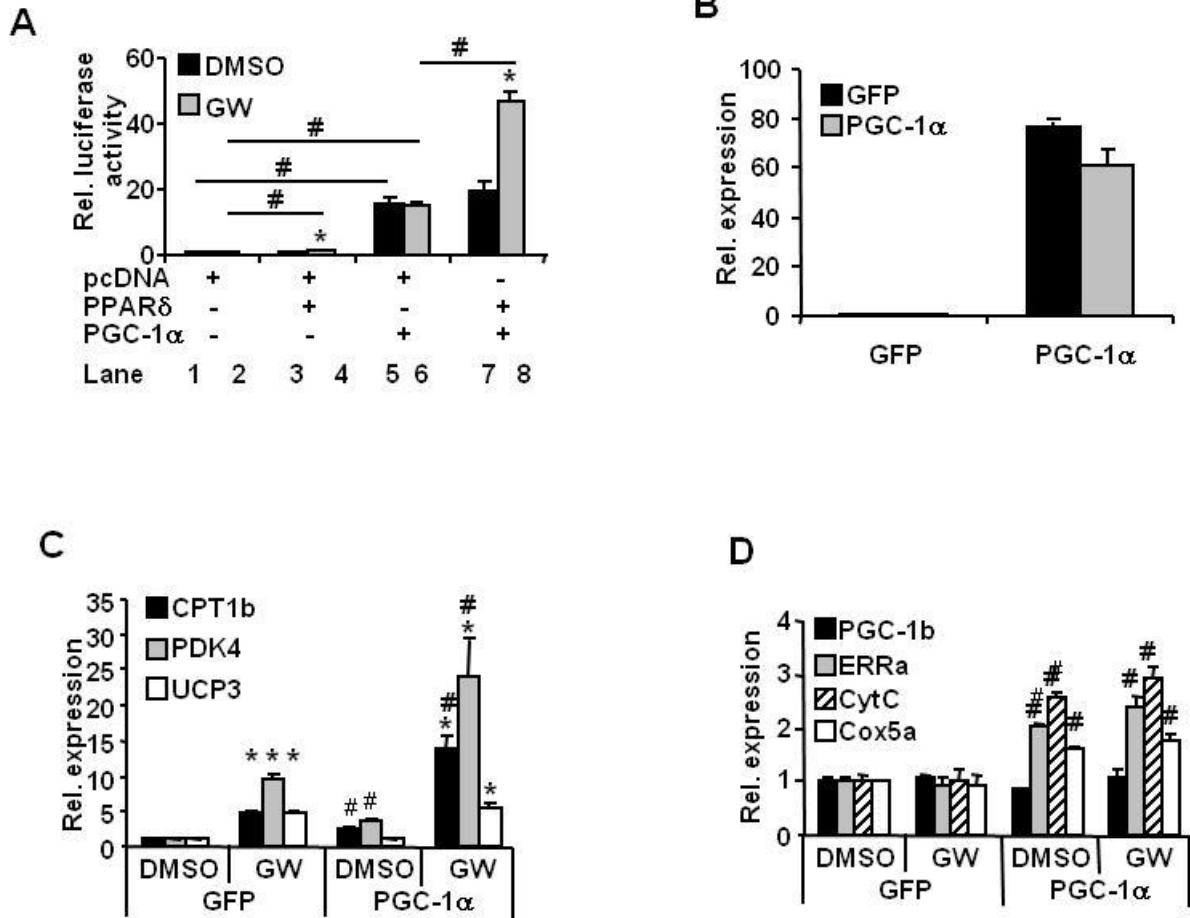 A
Rel. luciferase
activity
60
40
20
0
DMSO
GW
#
#
#
#
*
*
pcDNA + + + -
PPARδ - + - +
PGC-1α - - + +
Lane 1 2 3 4 5 6 7 8
B
Rel. expression
100
80
60
40
20
0
GFP
PGC-1α
GFP PGC-1α
C
Rel. expression
35
30
25
20
15
10
5
0
CPT1b
PDK4
UCP3
* * *
# #
#
*
#
*
*
DMSO GW DMSO GW
GFP PGC-1α
D
Rel. expression
4
3
2
1
0
PGC-1b
ERRa
CytC
Cox5a
#
#
#
#
#
#
#
#
DMSO GW DMSO GW
GFP PGC-1α